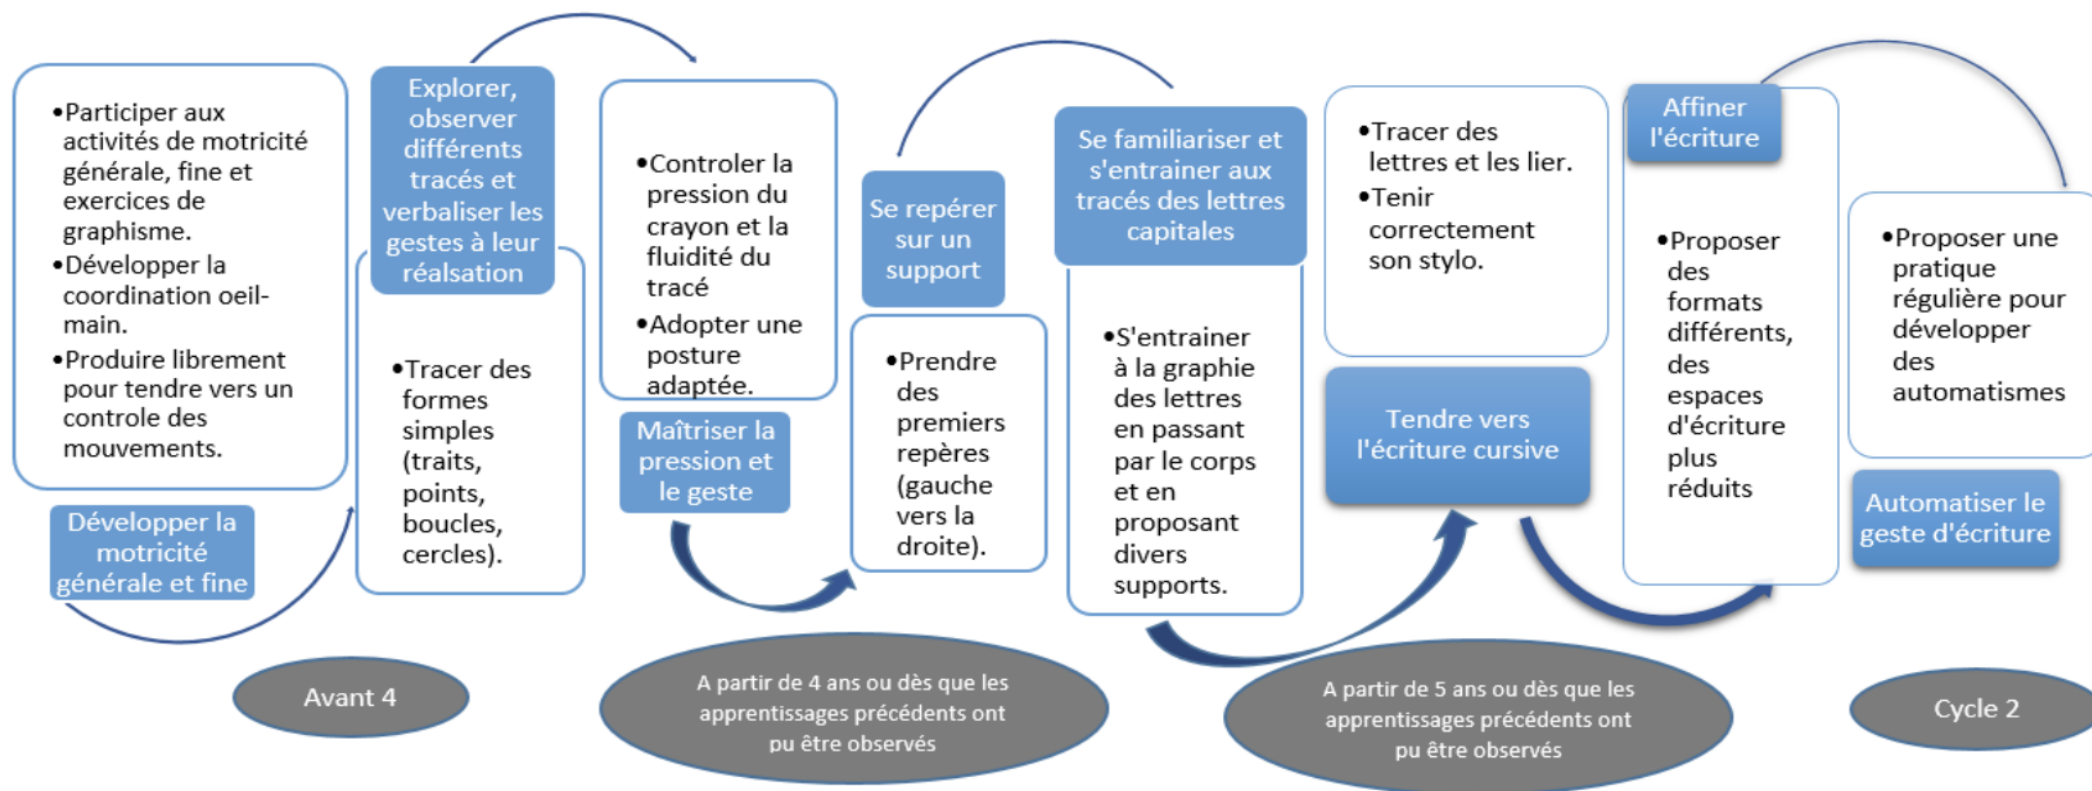 •Participer aux
activités de motricité
générale, fine et
exercices de
graphisme.
•Développer la
coordination oeil-
main.
•Produire librement
pour tendre vers un
controle des
mouvements.
Développer la
motricité
générale et fine
Explorer,
observer
différents
tracés et
verbaliser les
gestes à leur
réalsation
•Tracer des
formes
simples
(traits,
points,
boucles,
cercles).
•Controler la
pression du
crayon et la
fluidité du
tracé
•Adopter une
posture
adaptée.
Maîtriser la
pression et
le geste
Se repérer
sur un
support
•Prendre
des
premiers
repères
(gauche
vers la
droite).
Se familiariser et
s'entrainer aux
tracés des lettres
capitales
•S'entrainer
à la graphie
des lettres
en passant
par le corps
et en
proposant
divers
supports.
•Tracer des
lettres et les lier.
•Tenir
correctement
son stylo.
Tendre vers
l'écriture cursive
Affiner
l'écriture
•Proposer
des
formats
différents,
des
espaces
d'écriture
plus
réduits
•Proposer une
pratique
régulière pour
développer
des
automatismes
Automatiser le
geste d'écriture
Avant 4
A partir de 4 ans ou dès que les
apprentissages précédents ont
pu être observés
A partir de 5 ans ou dès que les
apprentissages précédents ont
pu être observés
Cycle 2